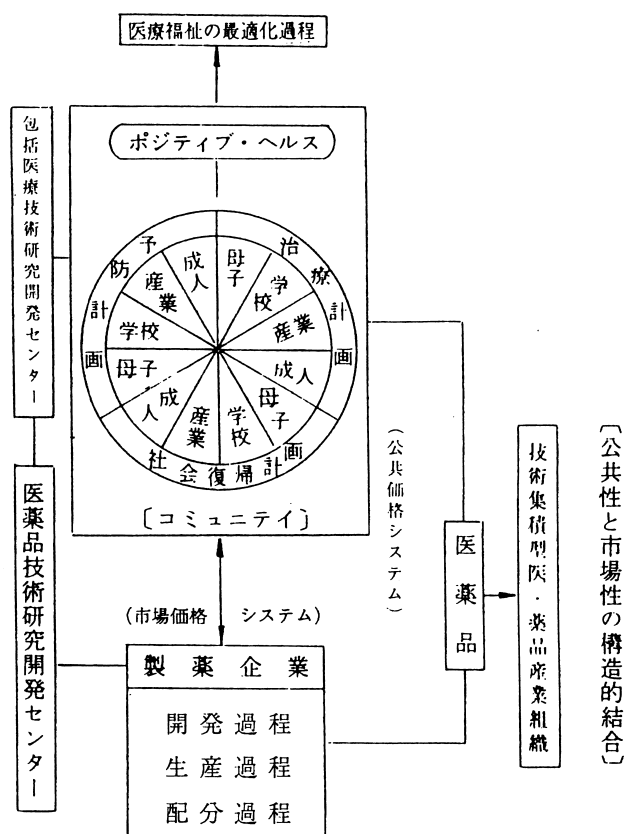 医療福祉の最適化過程
包括医療技術研究開発センター
ポジティブ・ヘルス
予防計画
治療計画
社会復帰計画
母子
学校
産業
成人
母子
学校
産業
成人
母子
学校
産業
成人
〔コミュニテイ〕
(公共価格システム)
医薬品技術研究開発センター
(市場価格 システム)
製薬企業
開発過程
生産過程
配分過程
医薬品
技術集積型医・薬品産業組織
〔公共性と市場性の構造的結合〕